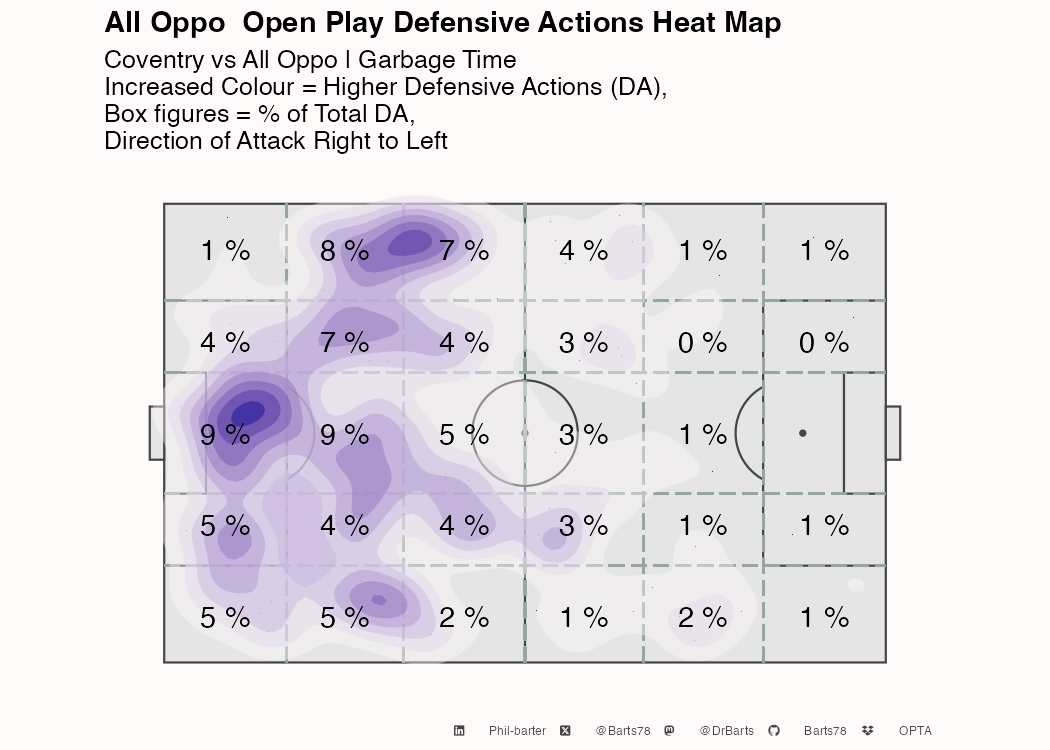 All Oppo  Open Play Defensive Actions Heat Map
Coventry vs All Oppo | Garbage Time
Increased Colour = Higher Defensive Actions (DA),
Box figures = % of Total DA,
Direction of Attack Right to Left
1 % 8 % 7 % 4 % 1 % 1 %
4 % 7 % 4 % 3 % 0 % 0 %
9 % 9 % 5 % 3 % 1 %
5 % 4 % 4 % 3 % 1 % 1 %
5 % 5 % 2 % 1 % 2 % 1 %
Phil-barter @Barts78 @DrBarts Barts78 OPTA